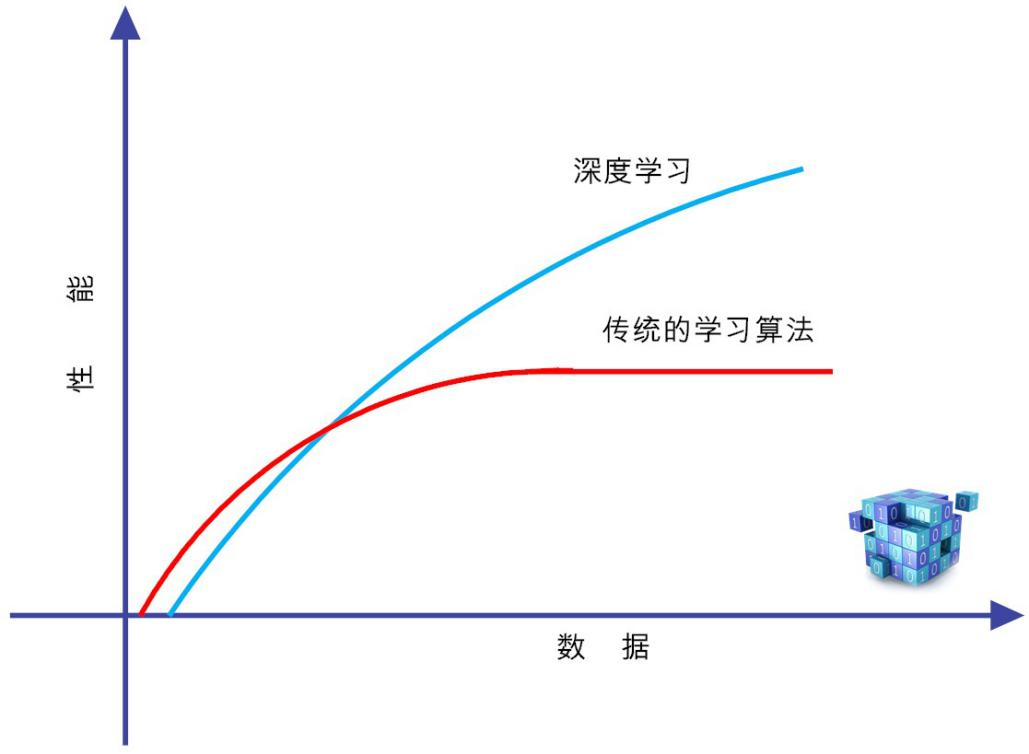 深度学习
传统的学习算法
性 能
数 据